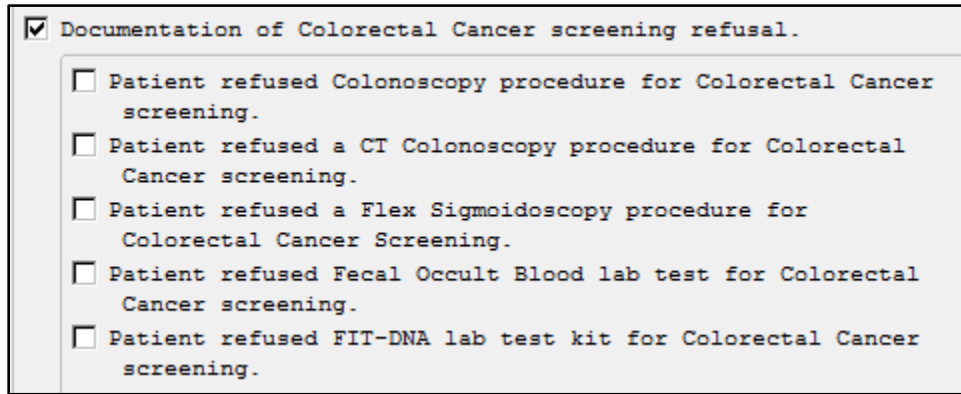 Documentation of Colorectal Cancer screening refusal.
Patient refused Colonoscopy procedure for Colorectal Cancer
screening.
Patient refused a CT Colonoscopy procedure for Colorectal
Cancer screening.
Patient refused a Flex Sigmoidoscopy procedure for
Colorectal Cancer Screening.
Patient refused Fecal Occult Blood lab test for Colorectal
Cancer screening.
Patient refused FIT-DNA lab test kit for Colorectal Cancer
screening.